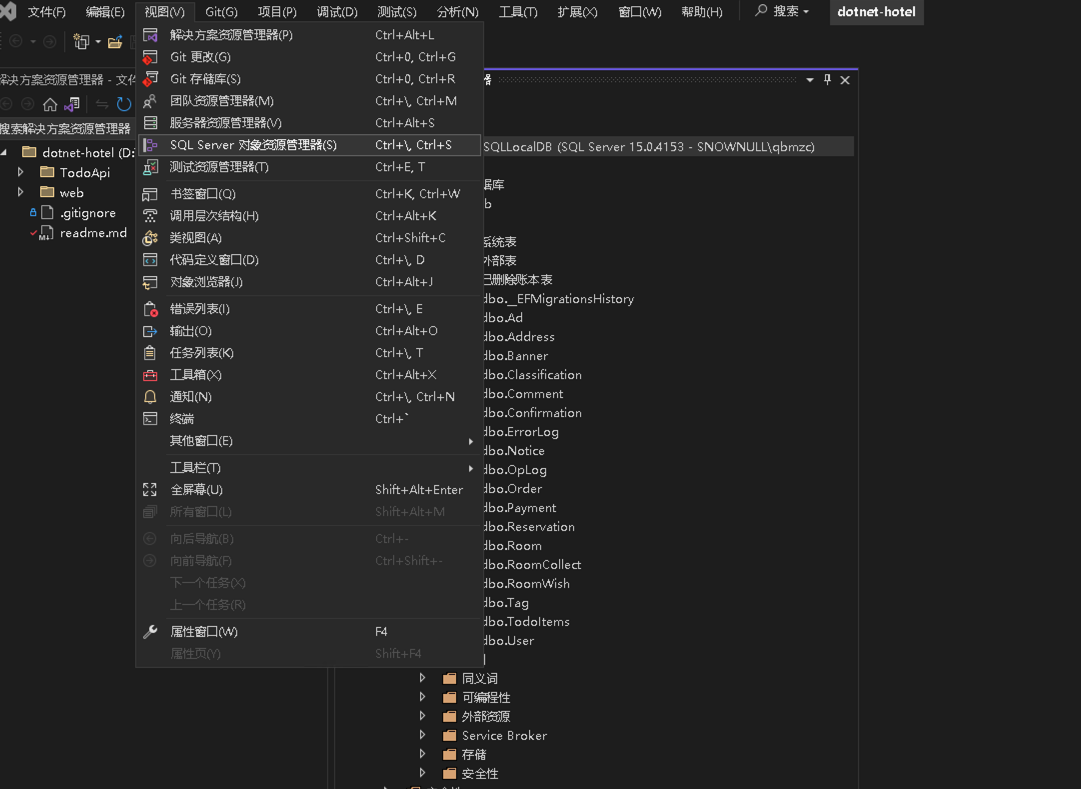 文件(F) 编辑(E) 视图(V) Git(G) 项目(P) 调试(D) 测试(S) 分析(N) 工具(T) 扩展(X) 窗口(W) 帮助(H) 搜索 dotnet-hotel
解决方案资源管理器 - 文件
搜索解决方案资源管理器
dotnet-hotel (D:
TodoApi
web
.gitignore
readme.md
解决方案资源管理器(P) Ctrl+Alt+L
Git 更改(G) Ctrl+0, Ctrl+G
Git 存储库(S) Ctrl+0, Ctrl+R
团队资源管理器(M) Ctrl+\, Ctrl+M
服务器资源管理器(V) Ctrl+Alt+S
SQL Server 对象资源管理器(S) Ctrl+\, Ctrl+S
测试资源管理器(T) Ctrl+E, T
书签窗口(Q) Ctrl+K, Ctrl+W
调用层次结构(H) Ctrl+Alt+K
类视图(A) Ctrl+Shift+C
代码定义窗口(D) Ctrl+\, D
对象浏览器(J) Ctrl+Alt+J
错误列表(I) Ctrl+\, E
输出(O) Ctrl+Alt+O
任务列表(K) Ctrl+\, T
工具箱(X) Ctrl+Alt+X
通知(N) Ctrl+\, Ctrl+N
终端 Ctrl+`
其他窗口(E)
工具栏(T)
全屏幕(U) Shift+Alt+Enter
所有窗口(L) Shift+Alt+M
向后导航(B) Ctrl+-
向前导航(F) Ctrl+Shift+-
下一个任务(X)
上一个任务(R)
属性窗口(W) F4
属性页(Y) Shift+F4
器
SQLLocalDB (SQL Server 15.0.4153 - SNOWNULL\qbmzc)
据库
b
系统表
外部表
已删除账本表
dbo.__EFMigrationsHistory
dbo.Ad
dbo.Address
dbo.Banner
dbo.Classification
dbo.Comment
dbo.Confirmation
dbo.ErrorLog
dbo.Notice
dbo.OpLog
dbo.Order
dbo.Payment
dbo.Reservation
dbo.Room
dbo.RoomCollect
dbo.RoomWish
dbo.Tag
dbo.TodoItems
dbo.User
同义词
可编程性
外部资源
Service Broker
存储
安全性